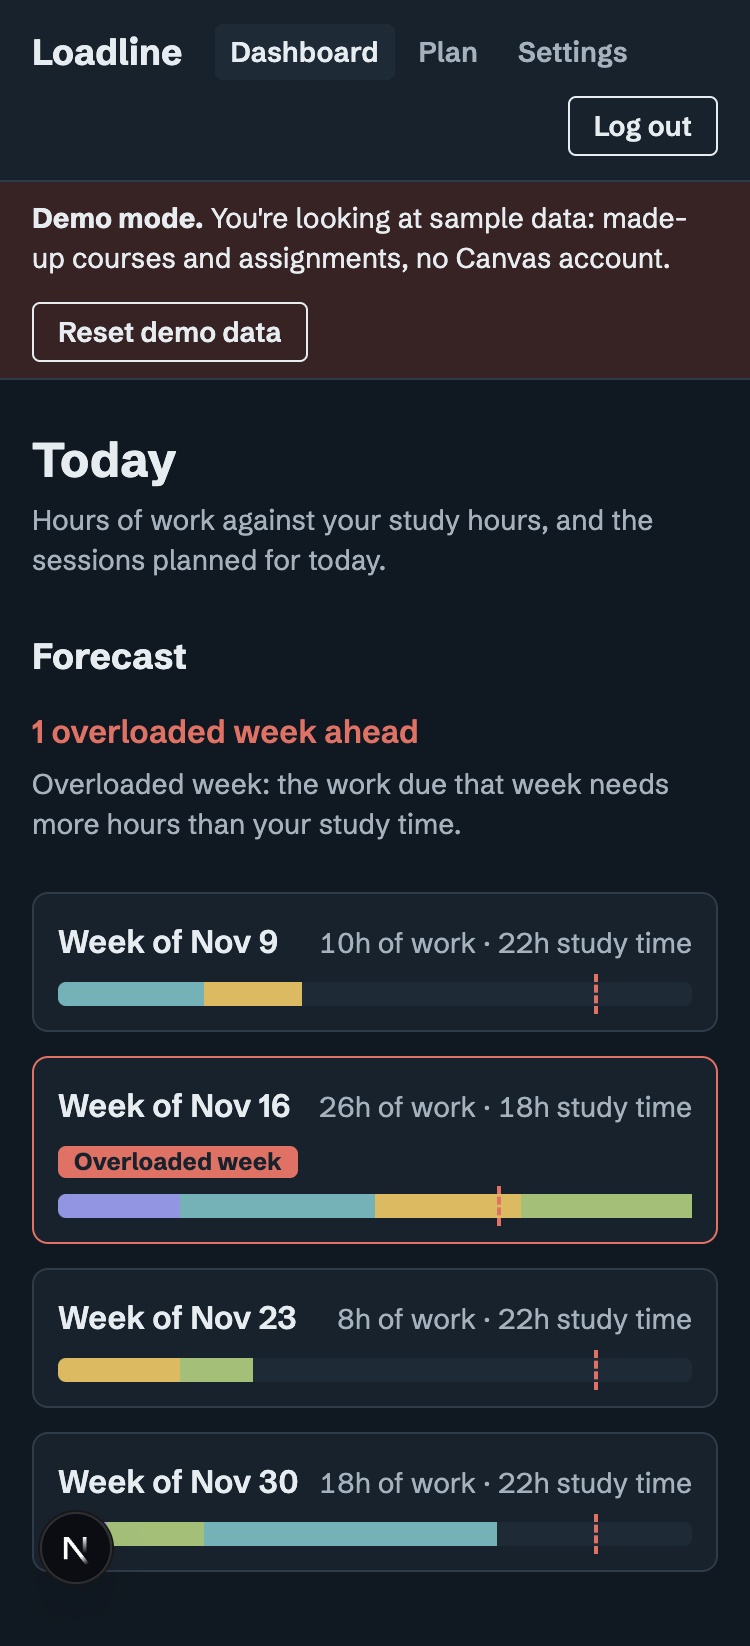 Loadline
Dashboard
Plan
Settings
Log out
Demo mode. You're looking at sample data: made-
up courses and assignments, no Canvas account.
Reset demo data
Today
Hours of work against your study hours, and the
sessions planned for today.
Forecast
1 overloaded week ahead
Overloaded week: the work due that week needs
more hours than your study time.
Week of Nov 9
10h of work · 22h study time
Week of Nov 16
26h of work · 18h study time
Overloaded week
Week of Nov 23
8h of work · 22h study time
Week of Nov 30
18h of work · 22h study time
N